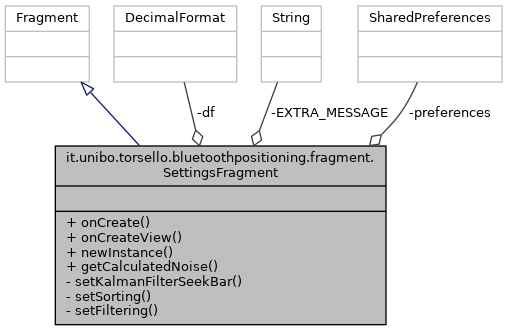 Fragment
DecimalFormat
String
SharedPreferences
-df
-EXTRA_MESSAGE
-preferences
it.unibo.torsello.bluetoothpositioning.fragment.
SettingsFragment
+ onCreate()
+ onCreateView()
+ newInstance()
+ getCalculatedNoise()
- setKalmanFilterSeekBar()
- setSorting()
- setFiltering()